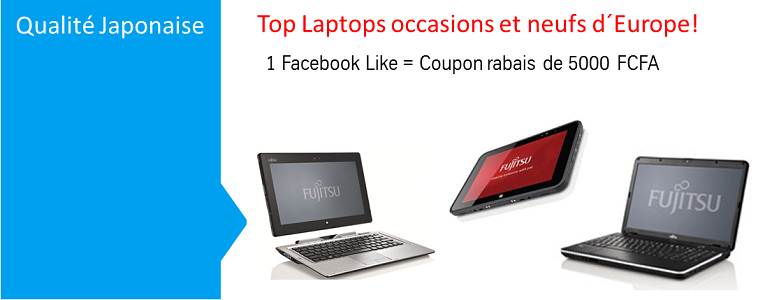 Qualité Japonaise
Top Laptops occasions et neufs d´Europe!
1 Facebook Like = Coupon rabais de 5000 FCFA
FUJITSU
FUJITSU
FUJITSU